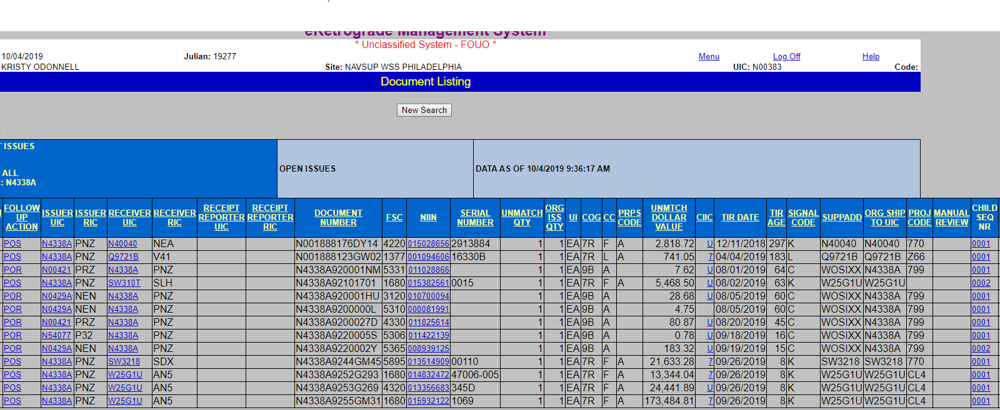 eRetrograde Management System
* Unclassified System - FOUO *
10/04/2019 Julian: 19277 Menu Log Off Help
KRISTY ODONNELL Site: NAVSUP WSS PHILADELPHIA UIC: N00383 Code:
Document Listing
New Search
ISSUES
ALL
: N4338A
OPEN ISSUES
DATA AS OF 10/4/2019 9:36:17 AM
FOLLOW UP ACTION ISSUER UIC ISSUER RIC RECEIVER UIC RECEIVER RIC RECEIPT REPORTER UIC RECEIPT REPORTER RIC DOCUMENT NUMBER FSC NIIN SERIAL NUMBER UNMATCH QTY ORG ISS QTY UI COG CC PRPS CODE UNMTCH DOLLAR VALUE CIIC TIR DATE TIR AGE SIGNAL CODE SUPPADD ORG SHIP TO UIC PROJ CODE MANUAL REVIEW CHILD SEQ NR
POS N4338A PNZ N40040 NEA N001888176DY14 4220 015028656 2913884 1 1 EA 7R F A 2,818.72 U 12/11/2018 297 K N40040 N40040 770 0001
POS N4338A PNZ Q9721B V41 N001888123GW02 1377 001094606 16330B 1 1 EA 7R L A 741.05 7 04/04/2019 183 L Q9721B Q9721B Z66 0001
POR N00421 PRZ N4338A PNZ N4338A920001NM 5331 011028866 1 1 EA 9B A 7.62 U 08/01/2019 64 C WOSIXX N4338A 799 0001
POS N4338A PNZ SW310T SLH N4338A92101701 1680 015382561 0015 1 1 EA 7R F A 5,468.50 U 08/02/2019 63 K W25G1U W25G1U 0002
POR N0429A NEN N4338A PNZ N4338A920001HU 3120 010700094 1 1 EA 9B A 28.68 U 08/05/2019 60 C WOSIXX N4338A 799 0001
POR N0429A NEN N4338A PNZ N4338A9200000L 5310 000081991 1 1 EA 9B A 4.75 08/05/2019 60 C WOSIXX N4338A 799 0001
POR N00421 PRZ N4338A PNZ N4338A9200027D 4330 011825614 1 1 EA 9B A 80.87 U 08/20/2019 45 C WOSIXX N4338A 799 0001
POR N54077 P32 N4338A PNZ N4338A9220005S 5306 011422139 1 1 EA 9B A 0.78 U 09/18/2019 16 C WOSIXX N4338A 799 0001
POR N0429A NEN N4338A PNZ N4338A9220002Y 5365 008939125 1 1 EA 9B A 183.32 U 09/19/2019 15 C WOSIXX N4338A 799 0002
POS N4338A PNZ SW3218 SDX N4338A9244GM45 5895 013514909 00110 1 1 EA 7R F A 21,633.28 7 09/26/2019 8 K SW3218 SW3218 770 0001
POS N4338A PNZ W25G1U AN5 N4338A9252G293 1680 014832472 47006-005 1 1 EA 7R F A 13,344.04 7 09/26/2019 8 K W25G1U W25G1U CL4 0001
POS N4338A PNZ W25G1U AN5 N4338A9253G269 4320 013356683 345D 1 1 EA 7R F A 24,441.89 U 09/26/2019 8 K W25G1U W25G1U CL4 0001
POS N4338A PNZ W25G1U AN5 N4338A9255GM31 1680 015932122 1069 1 1 EA 7R F A 173,484.81 7 09/26/2019 8 K W25G1U W25G1U CL4 0001